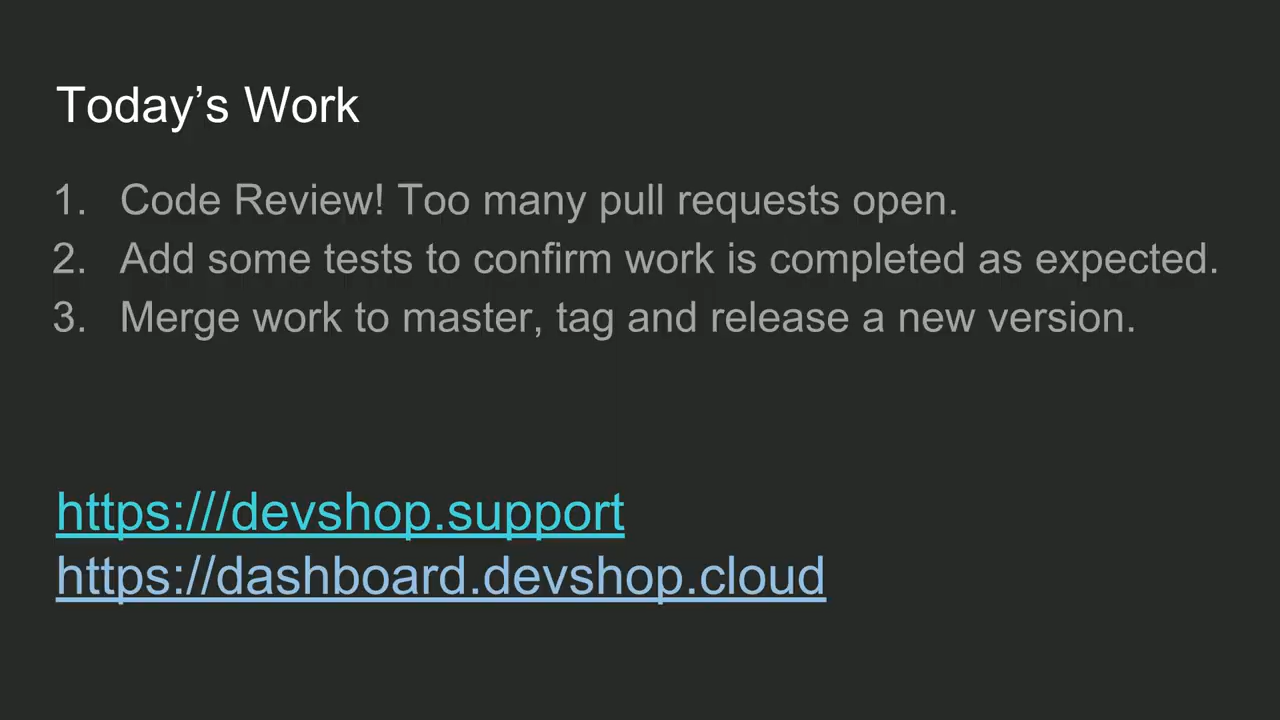 Today’s Work
1. Code Review! Too many pull requests open.
2. Add some tests to confirm work is completed as expected.
3. Merge work to master, tag and release a new version.
https:///devshop.support
https://dashboard.devshop.cloud